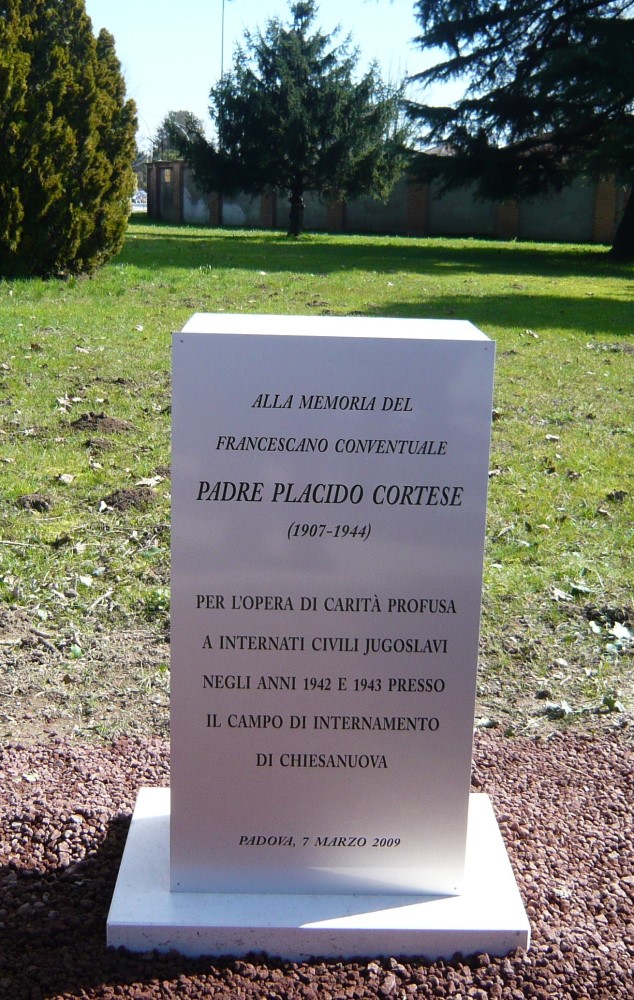 ALLA MEMORIA DEL
FRANCESCANO CONVENTUALE
PADRE PLACIDO CORTESE
(1907-1944)
PER L'OPERA DI CARITÀ PROFUSA
A INTERNATI CIVILI JUGOSLAVI
NEGLI ANNI 1942 E 1943 PRESSO
IL CAMPO DI INTERNAMENTO
DI CHIESANUOVA
PADOVA, 7 MARZO 2009